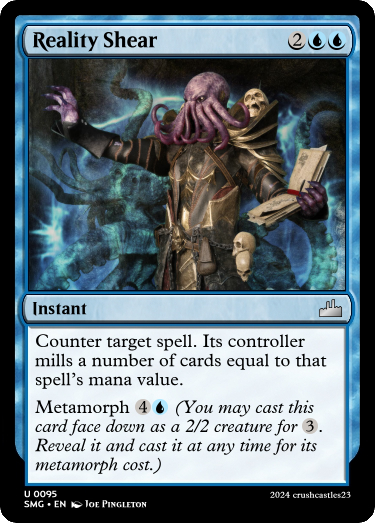 Reality Shear 2
Instant
Counter target spell. Its controller
mills a number of cards equal to that
spell's mana value.
Metamorph 4 (You may cast this
card face down as a 2/2 creature for 3.
Reveal it and cast it at any time for its
metamorph cost.)
U 0095
SMG • EN Joe Pingleton
2024 crushcastles23